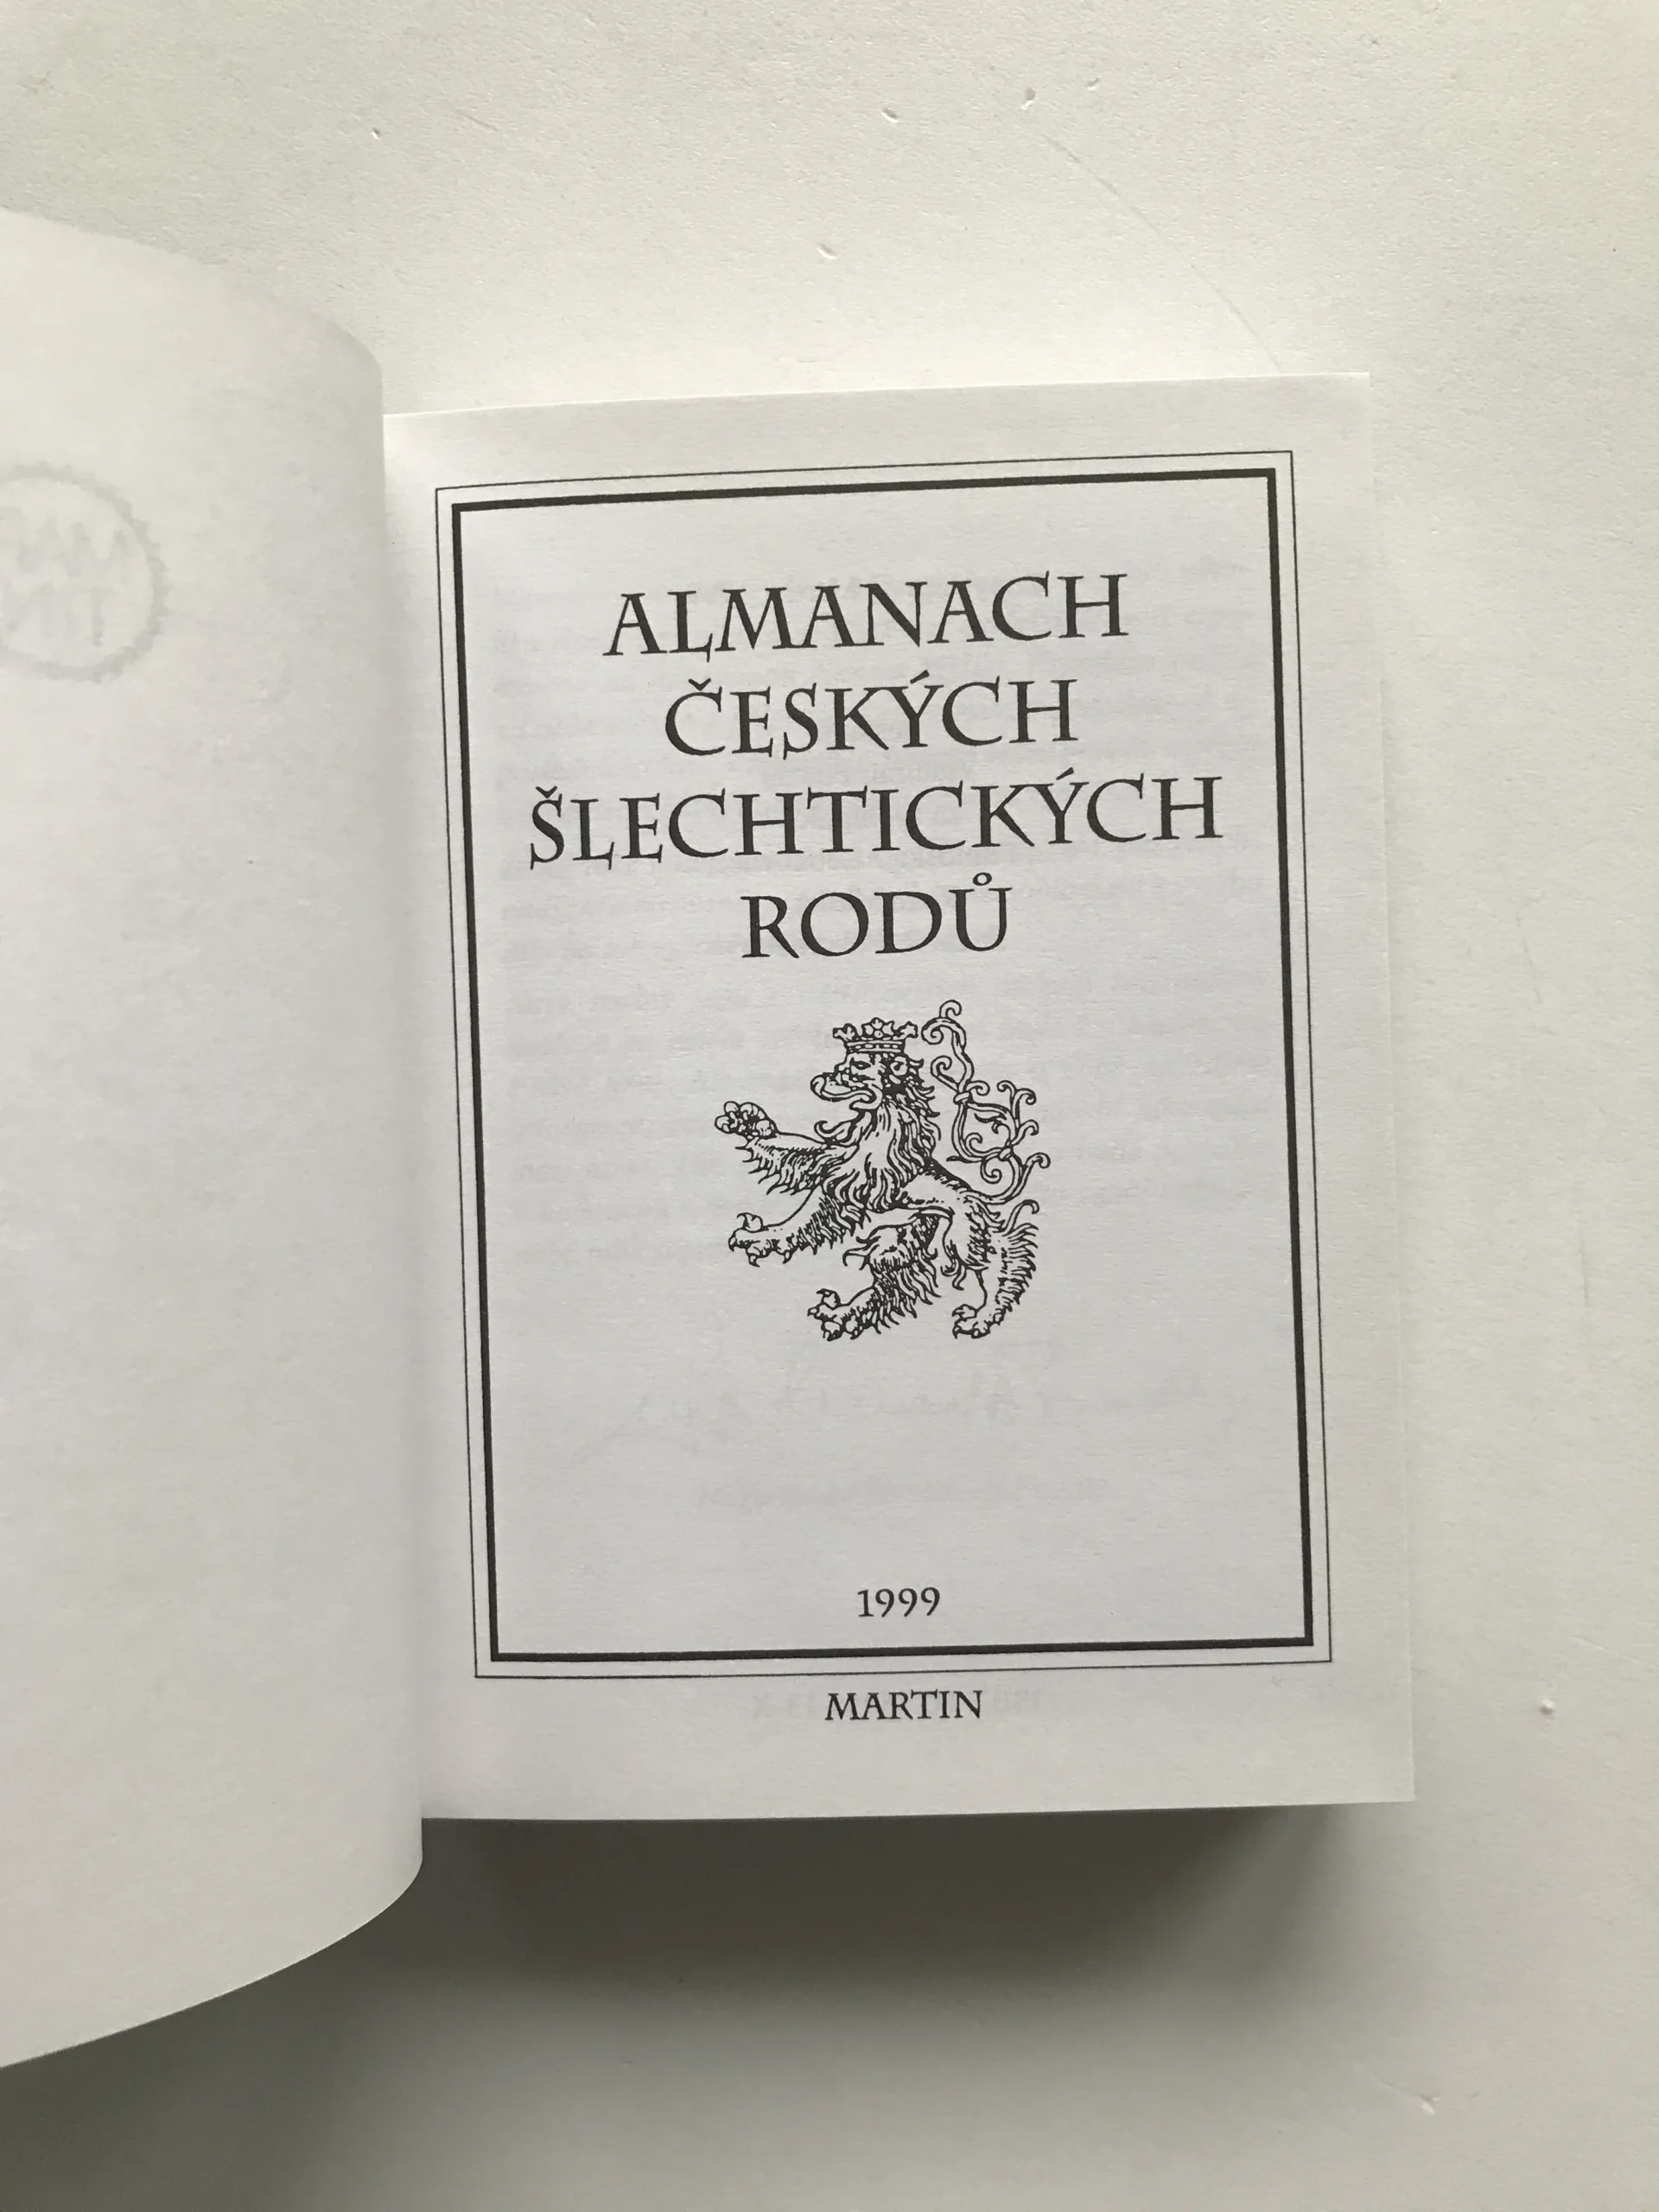 ALMANACH
ČESKÝCH
ŠLECHTICKÝCH
RODŮ
1999
MARTIN